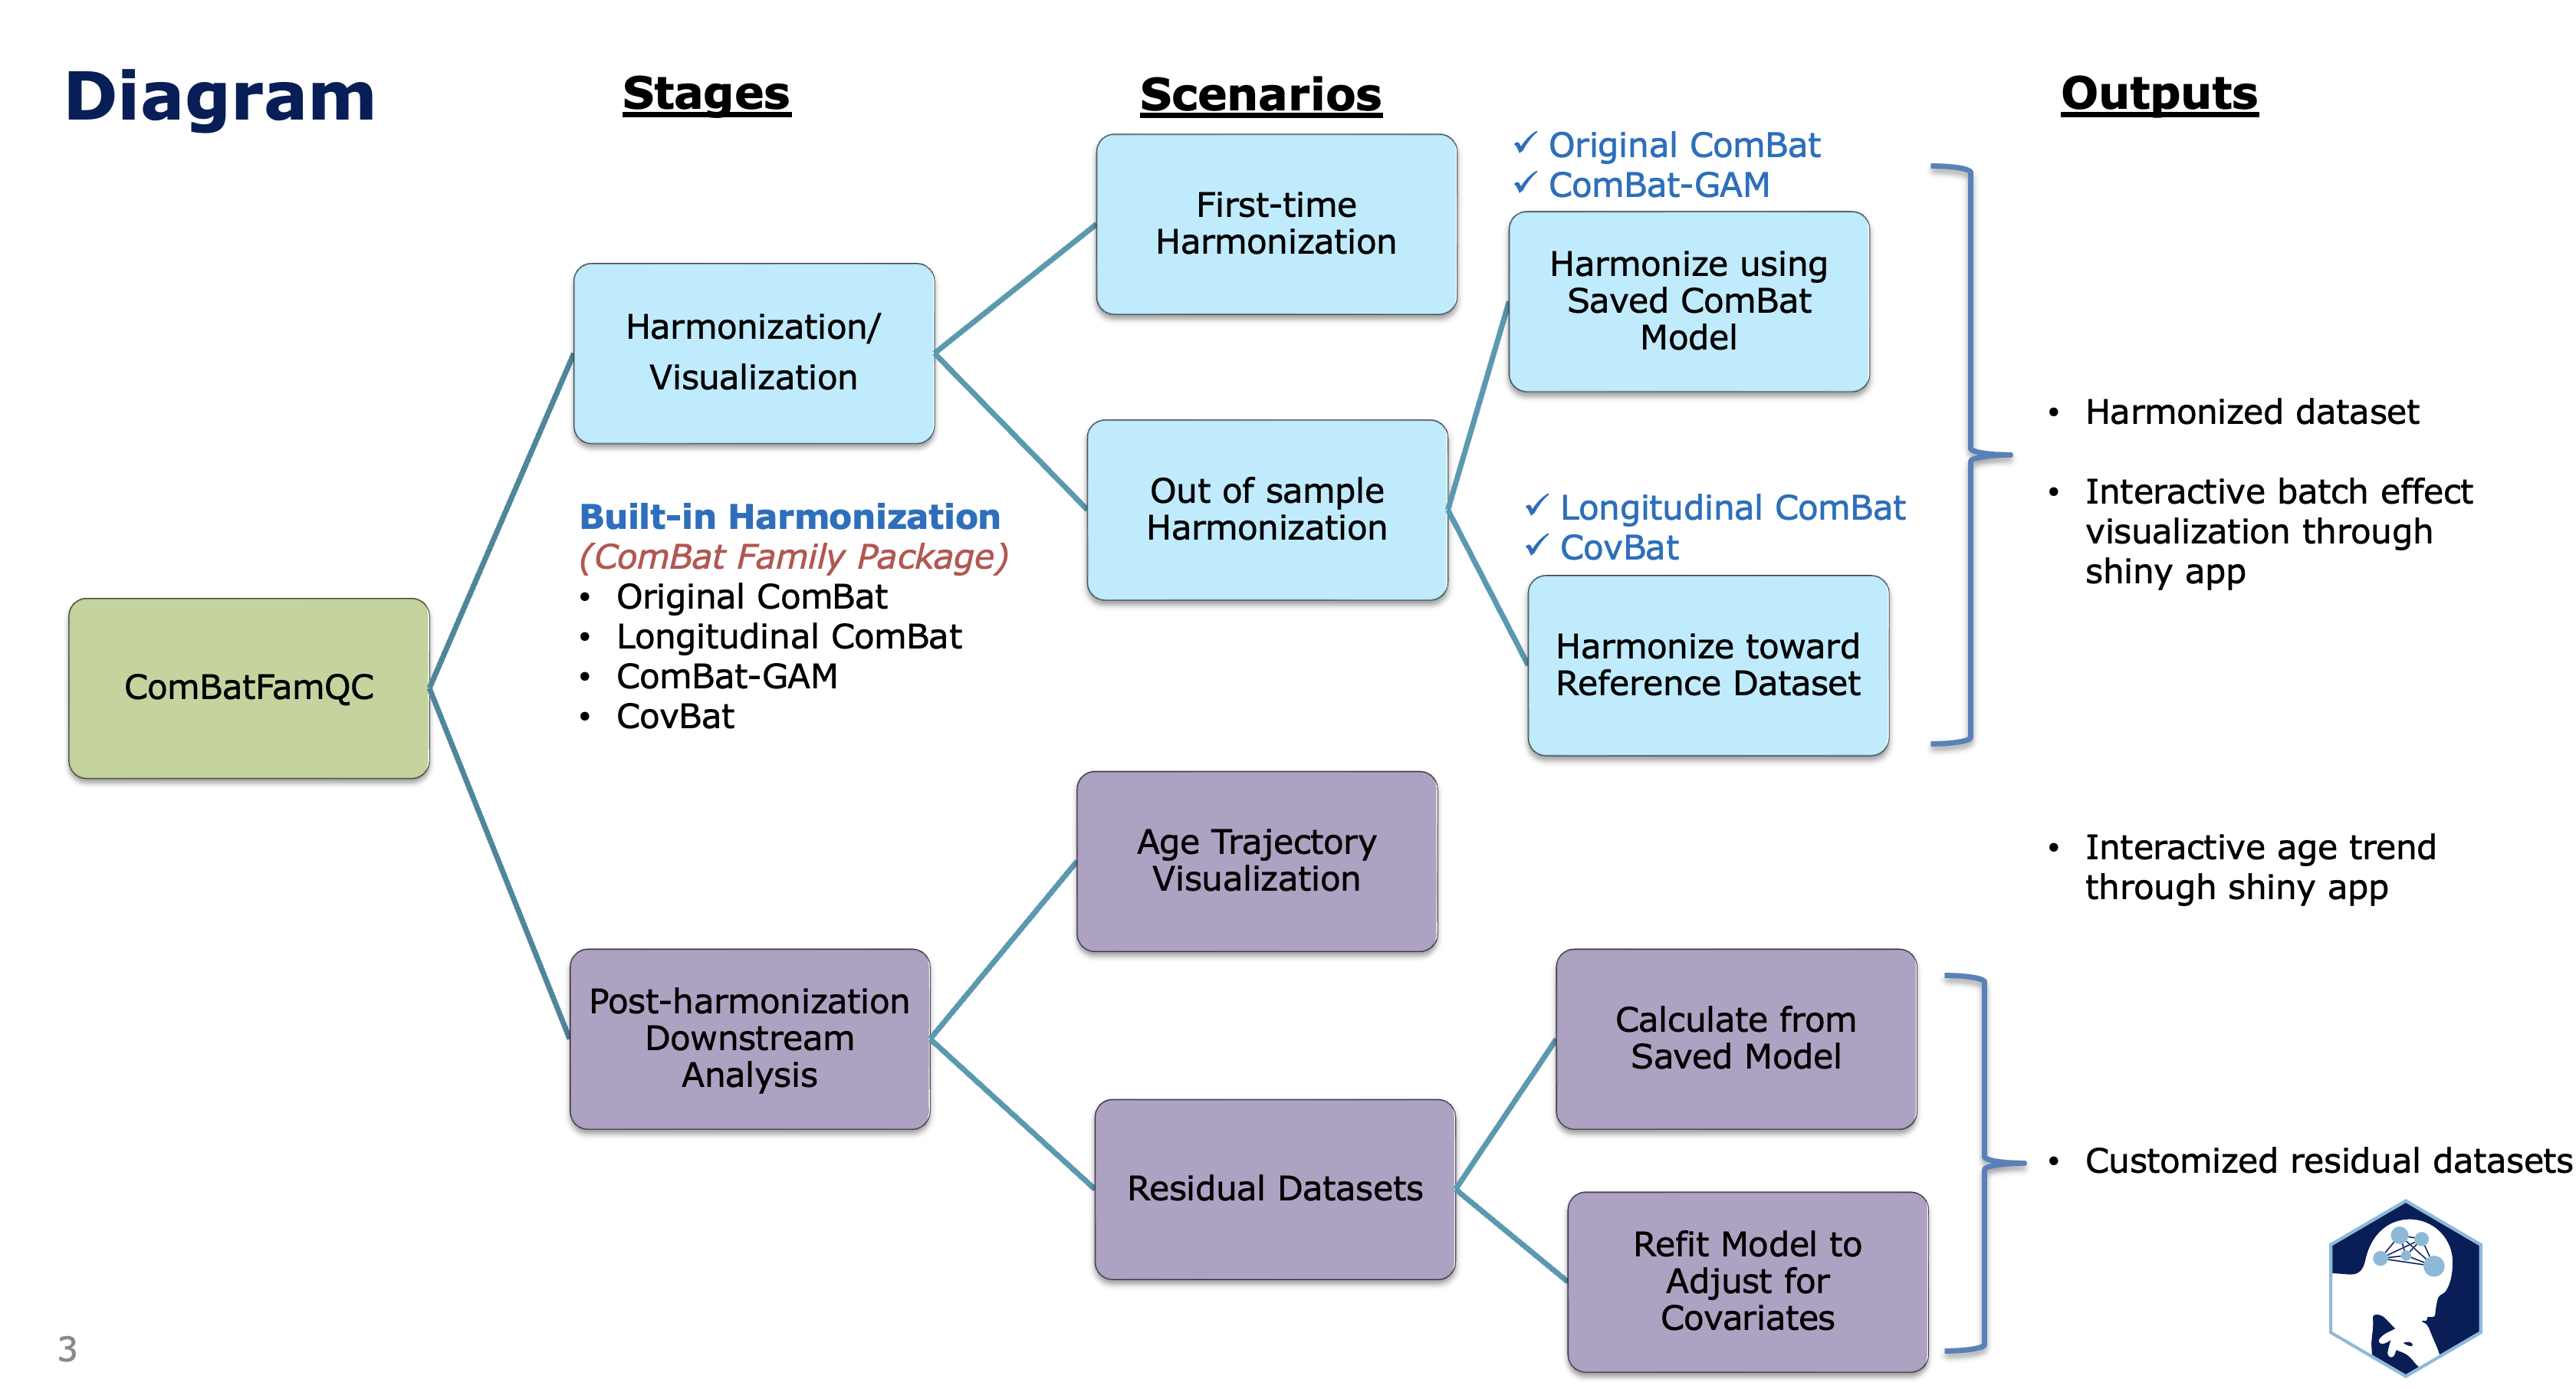 Diagram
Stages
Scenarios
Outputs
First-time
Harmonization
✓ Original ComBat
✓ ComBat-GAM
Harmonize using
Saved ComBat
Model
Harmonization/
Visualization
Out of sample
Harmonization
✓ Longitudinal ComBat
✓ CovBat
Harmonize toward
Reference Dataset
• Harmonized dataset
• Interactive batch effect
visualization through
shiny app
Built-in Harmonization
(ComBat Family Package)
• Original ComBat
• Longitudinal ComBat
• ComBat-GAM
• CovBat
ComBatFamQC
Age Trajectory
Visualization
• Interactive age trend
through shiny app
Post-harmonization
Downstream
Analysis
Calculate from
Saved Model
Residual Datasets
Refit Model to
Adjust for
Covariates
• Customized residual datasets
3